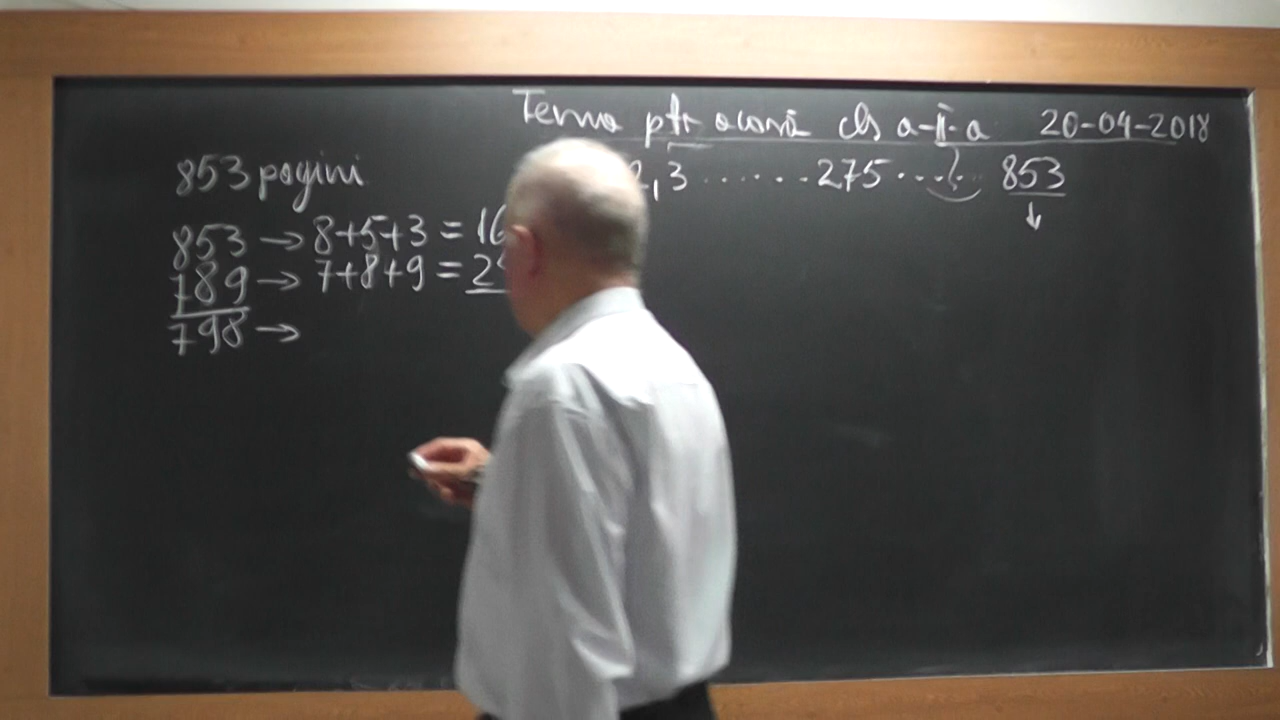 Tema ptr acasă cls a-II-a 20-04-2018
853 pagini
2, 3 ...... 275 ..... 853
↓
853 → 8+5+3 = 16
789 → 7+8+9 = 2
798 →